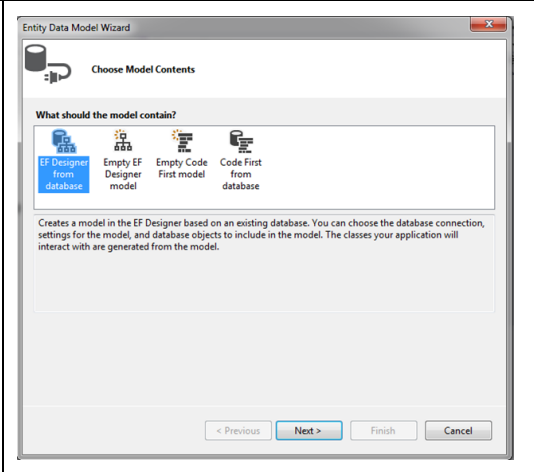 Entity Data Model Wizard
Choose Model Contents
What should the model contain?
EF Designer from database
Empty EF Designer model
Empty Code First model
Code First from database
Creates a model in the EF Designer based on an existing database. You can choose the database connection,
settings for the model, and database objects to include in the model. The classes your application will
interact with are generated from the model.
< Previous
Next >
Finish
Cancel